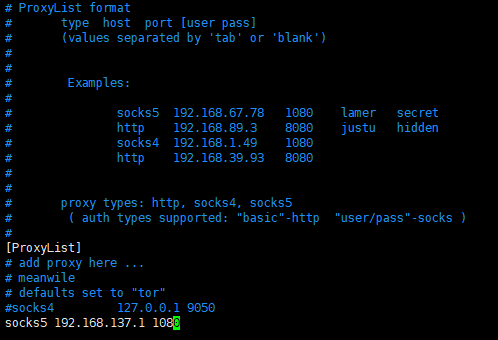 # ProxyList format
#       type  host  port [user pass]
#       (values separated by 'tab' or 'blank')
#
#
#        Examples:
#
#               socks5  192.168.67.78   1080    lamer   secret
#               http    192.168.89.3    8080    justu   hidden
#               socks4  192.168.1.49    1080
#               http    192.168.39.93   8080
#
#
#       proxy types: http, socks4, socks5
#        ( auth types supported: "basic"-http  "user/pass"-socks )
#
[ProxyList]
# add proxy here ...
# meanwile
# defaults set to "tor"
#socks4         127.0.0.1 9050
socks5 192.168.137.1 1080